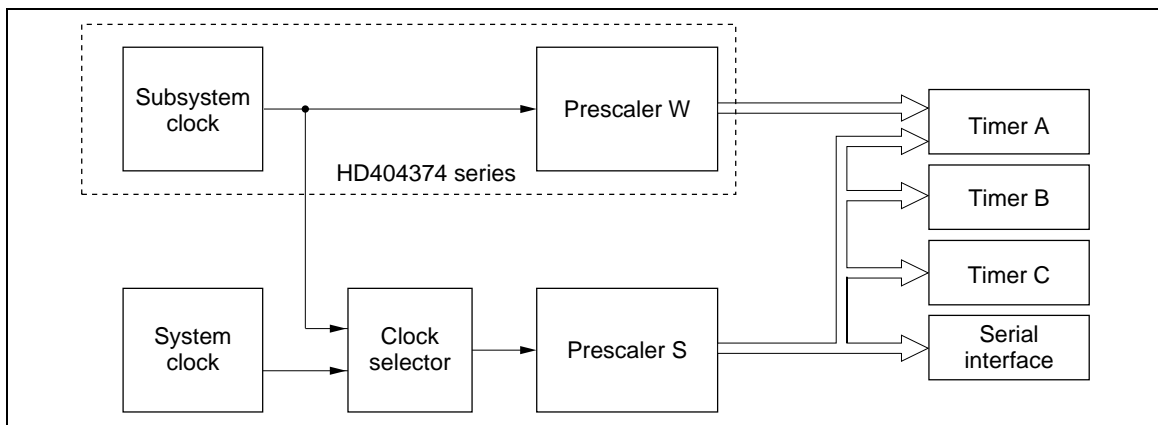 Subsystem
clock
Prescaler W
Timer A
HD404374 series
Timer B
Timer C
System
clock
Clock
selector
Prescaler S
Serial
interface